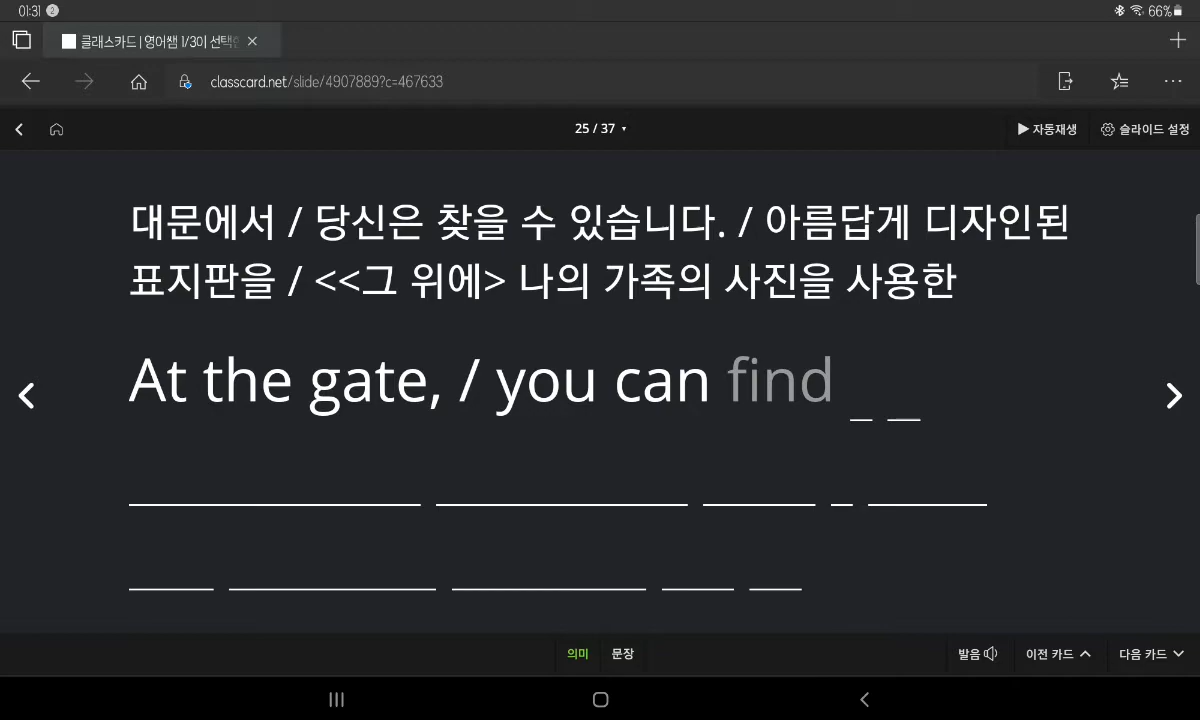 01:31 2 66%
클래스카드 | 영어쌤 1/3이 선택한
classcard.net/slide/4907889?c=467633
25 / 37 자동재생 슬라이드 설정
대문에서 / 당신은 찾을 수 있습니다. / 아름답게 디자인된
표지판을 / <<그 위에> 나의 가족의 사진을 사용한
At the gate, / you can find
의미 문장 발음 이전 카드 다음 카드